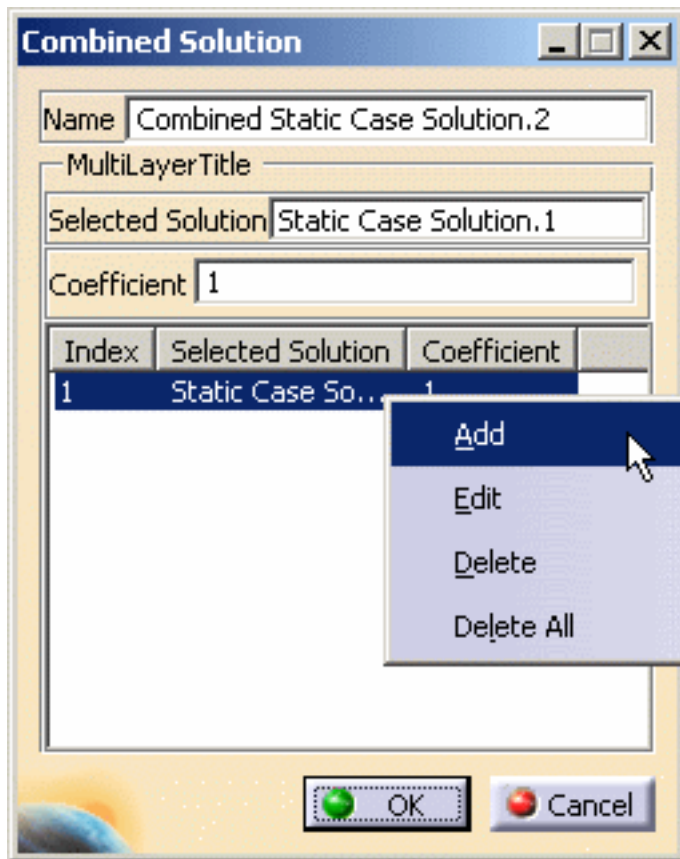 Combined Solution
Name Combined Static Case Solution.2
MultiLayerTitle
Selected Solution Static Case Solution.1
Coefficient 1
Index Selected Solution Coefficient
1 Static Case So... 1
Add
Edit
Delete
Delete All
OK Cancel